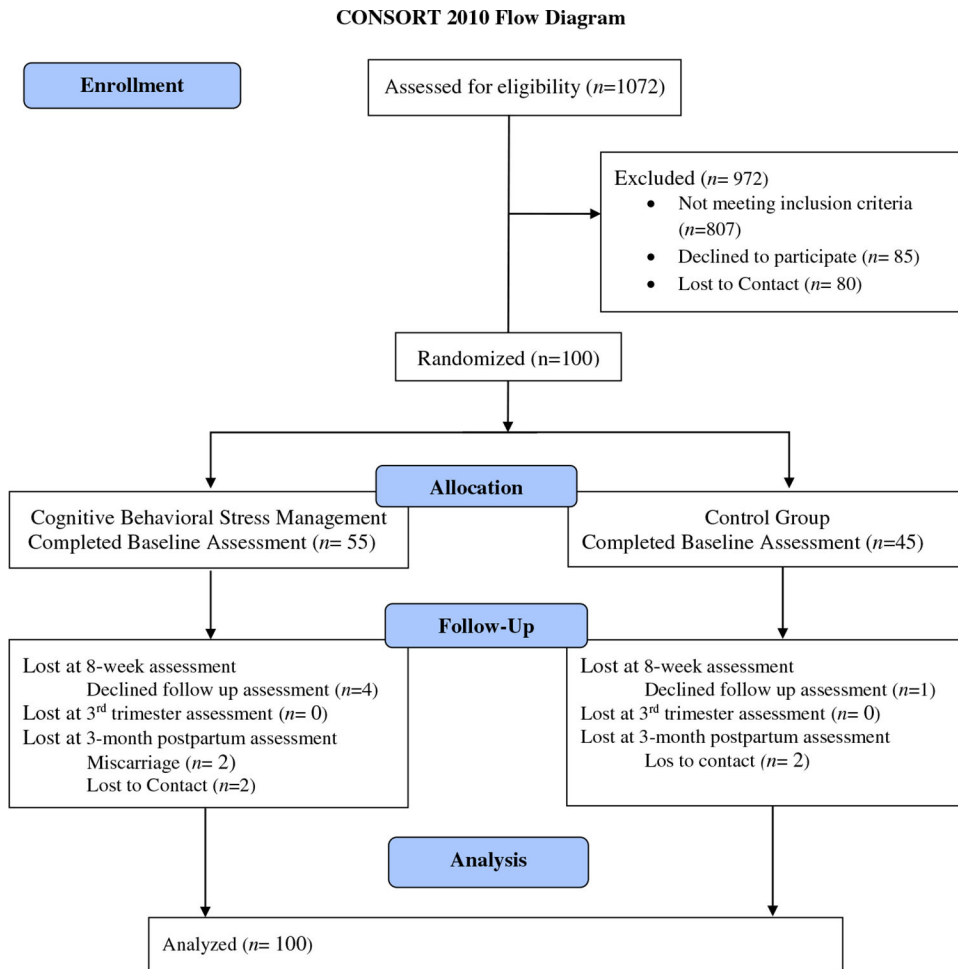 CONSORT 2010 Flow Diagram
Enrollment
Assessed for eligibility (n=1072)
Excluded (n= 972)
• Not meeting inclusion criteria
(n=807)
• Declined to participate (n= 85)
• Lost to Contact (n= 80)
Randomized (n=100)
Allocation
Cognitive Behavioral Stress Management
Completed Baseline Assessment (n= 55)
Control Group
Completed Baseline Assessment (n=45)
Follow-Up
Lost at 8-week assessment
Declined follow up assessment (n=4)
Lost at 3rd trimester assessment (n= 0)
Lost at 3-month postpartum assessment
Miscarriage (n= 2)
Lost to Contact (n=2)
Lost at 8-week assessment
Declined follow up assessment (n=1)
Lost at 3rd trimester assessment (n= 0)
Lost at 3-month postpartum assessment
Los to contact (n= 2)
Analysis
Analyzed (n= 100)